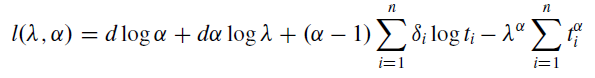 l(λ, α) = d log α + dα log λ + (α − 1) ∑_{i=1}^{n} δ_i log t_i − λ^α ∑_{i=1}^{n} t_i^α